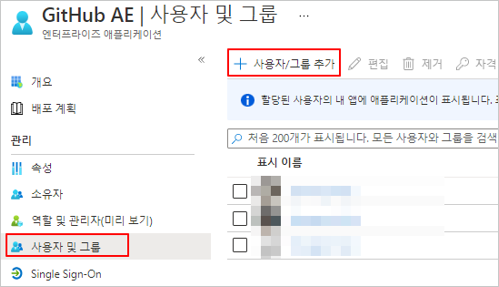 GitHub AE | 사용자 및 그룹 ...
엔터프라이즈 애플리케이션
«
개요
배포 계획
관리
속성
소유자
역할 및 관리자(미리 보기)
사용자 및 그룹
Single Sign-On
+ 사용자/그룹 추가 편집 제거 자격
할당된 사용자의 내 앱에 애플리케이션이 표시됩니다.
처음 200개가 표시됩니다. 모든 사용자와 그룹을 검색
표시 이름